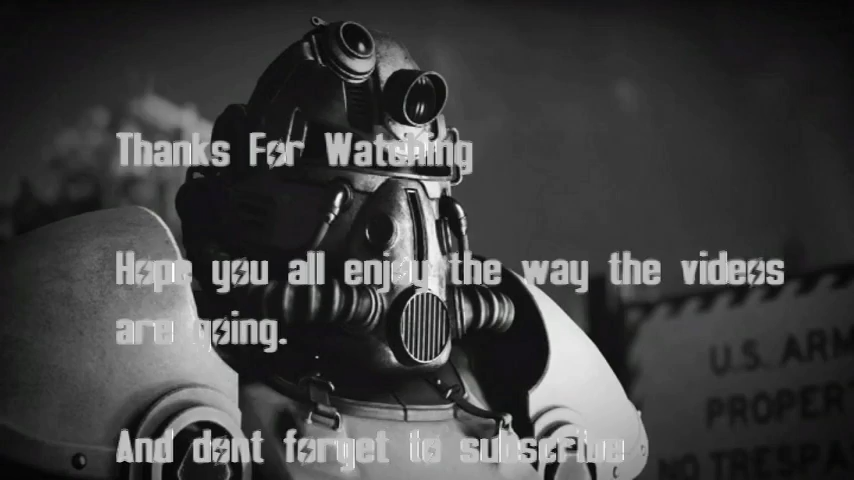 Thanks For Watching
Hope you all enjoy the way the videos
are going.
And dont forget to subscribe
U.S. ARM
PROPERT
NO TRESPA